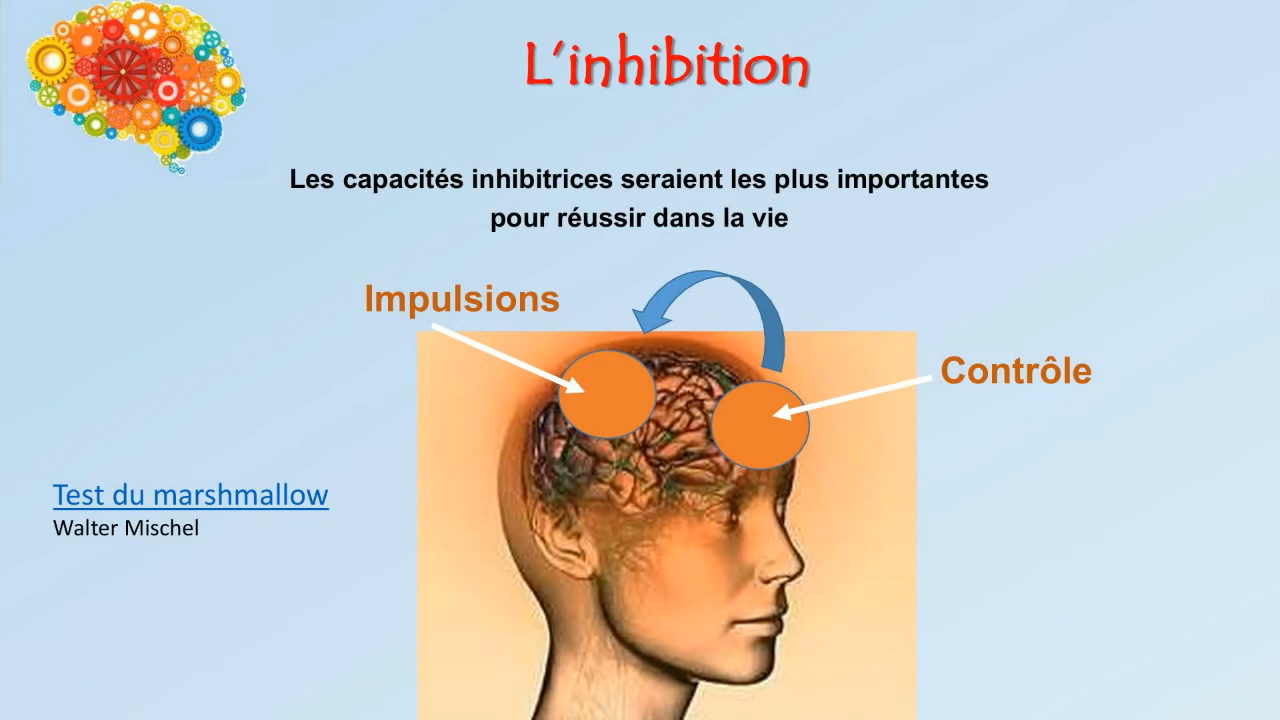 L'inhibition
Les capacités inhibitrices seraient les plus importantes
pour réussir dans la vie
Impulsions
Contrôle
Test du marshmallow
Walter Mischel